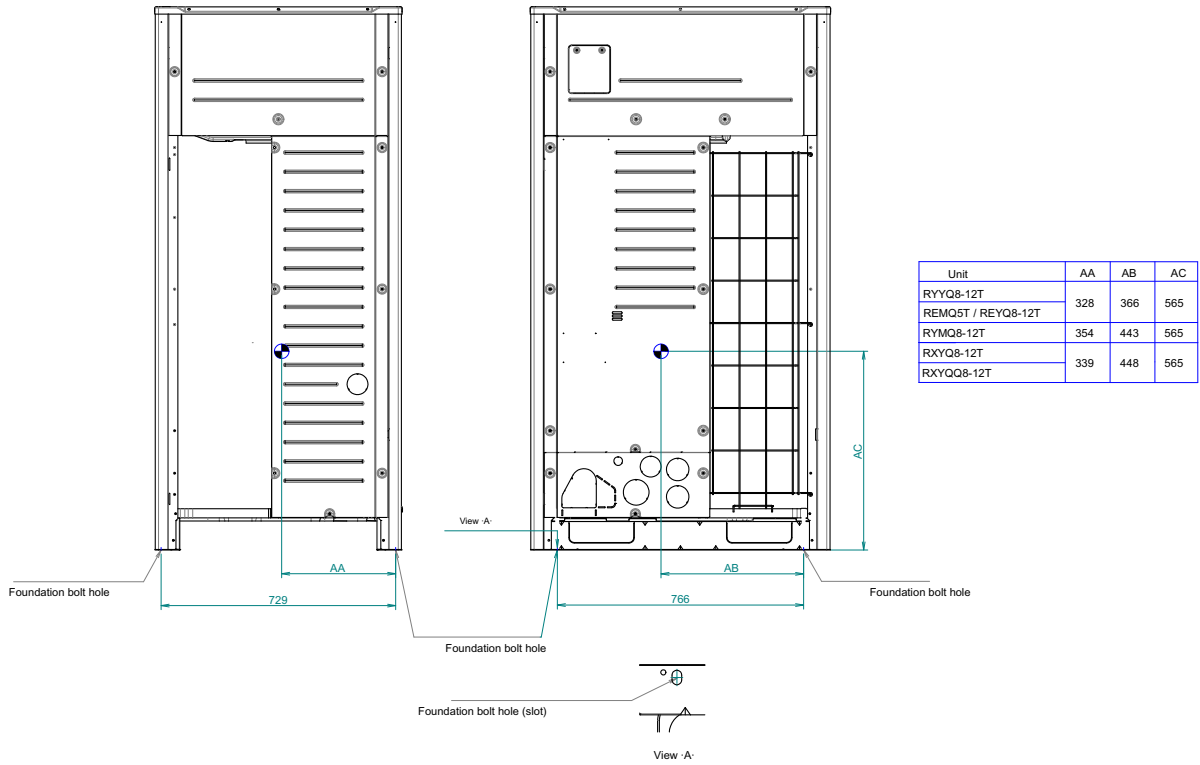 Unit AA AB AC
RYYQ8-12T 328 366 565
REMQ5T / REYQ8-12T
RYMQ8-12T 354 443 565
RXYQ8-12T 339 448 565
RXYQQ8-12T
AC
View ·A·
AA
AB
Foundation bolt hole
729
766
Foundation bolt hole
Foundation bolt hole
Foundation bolt hole (slot)
View ·A·